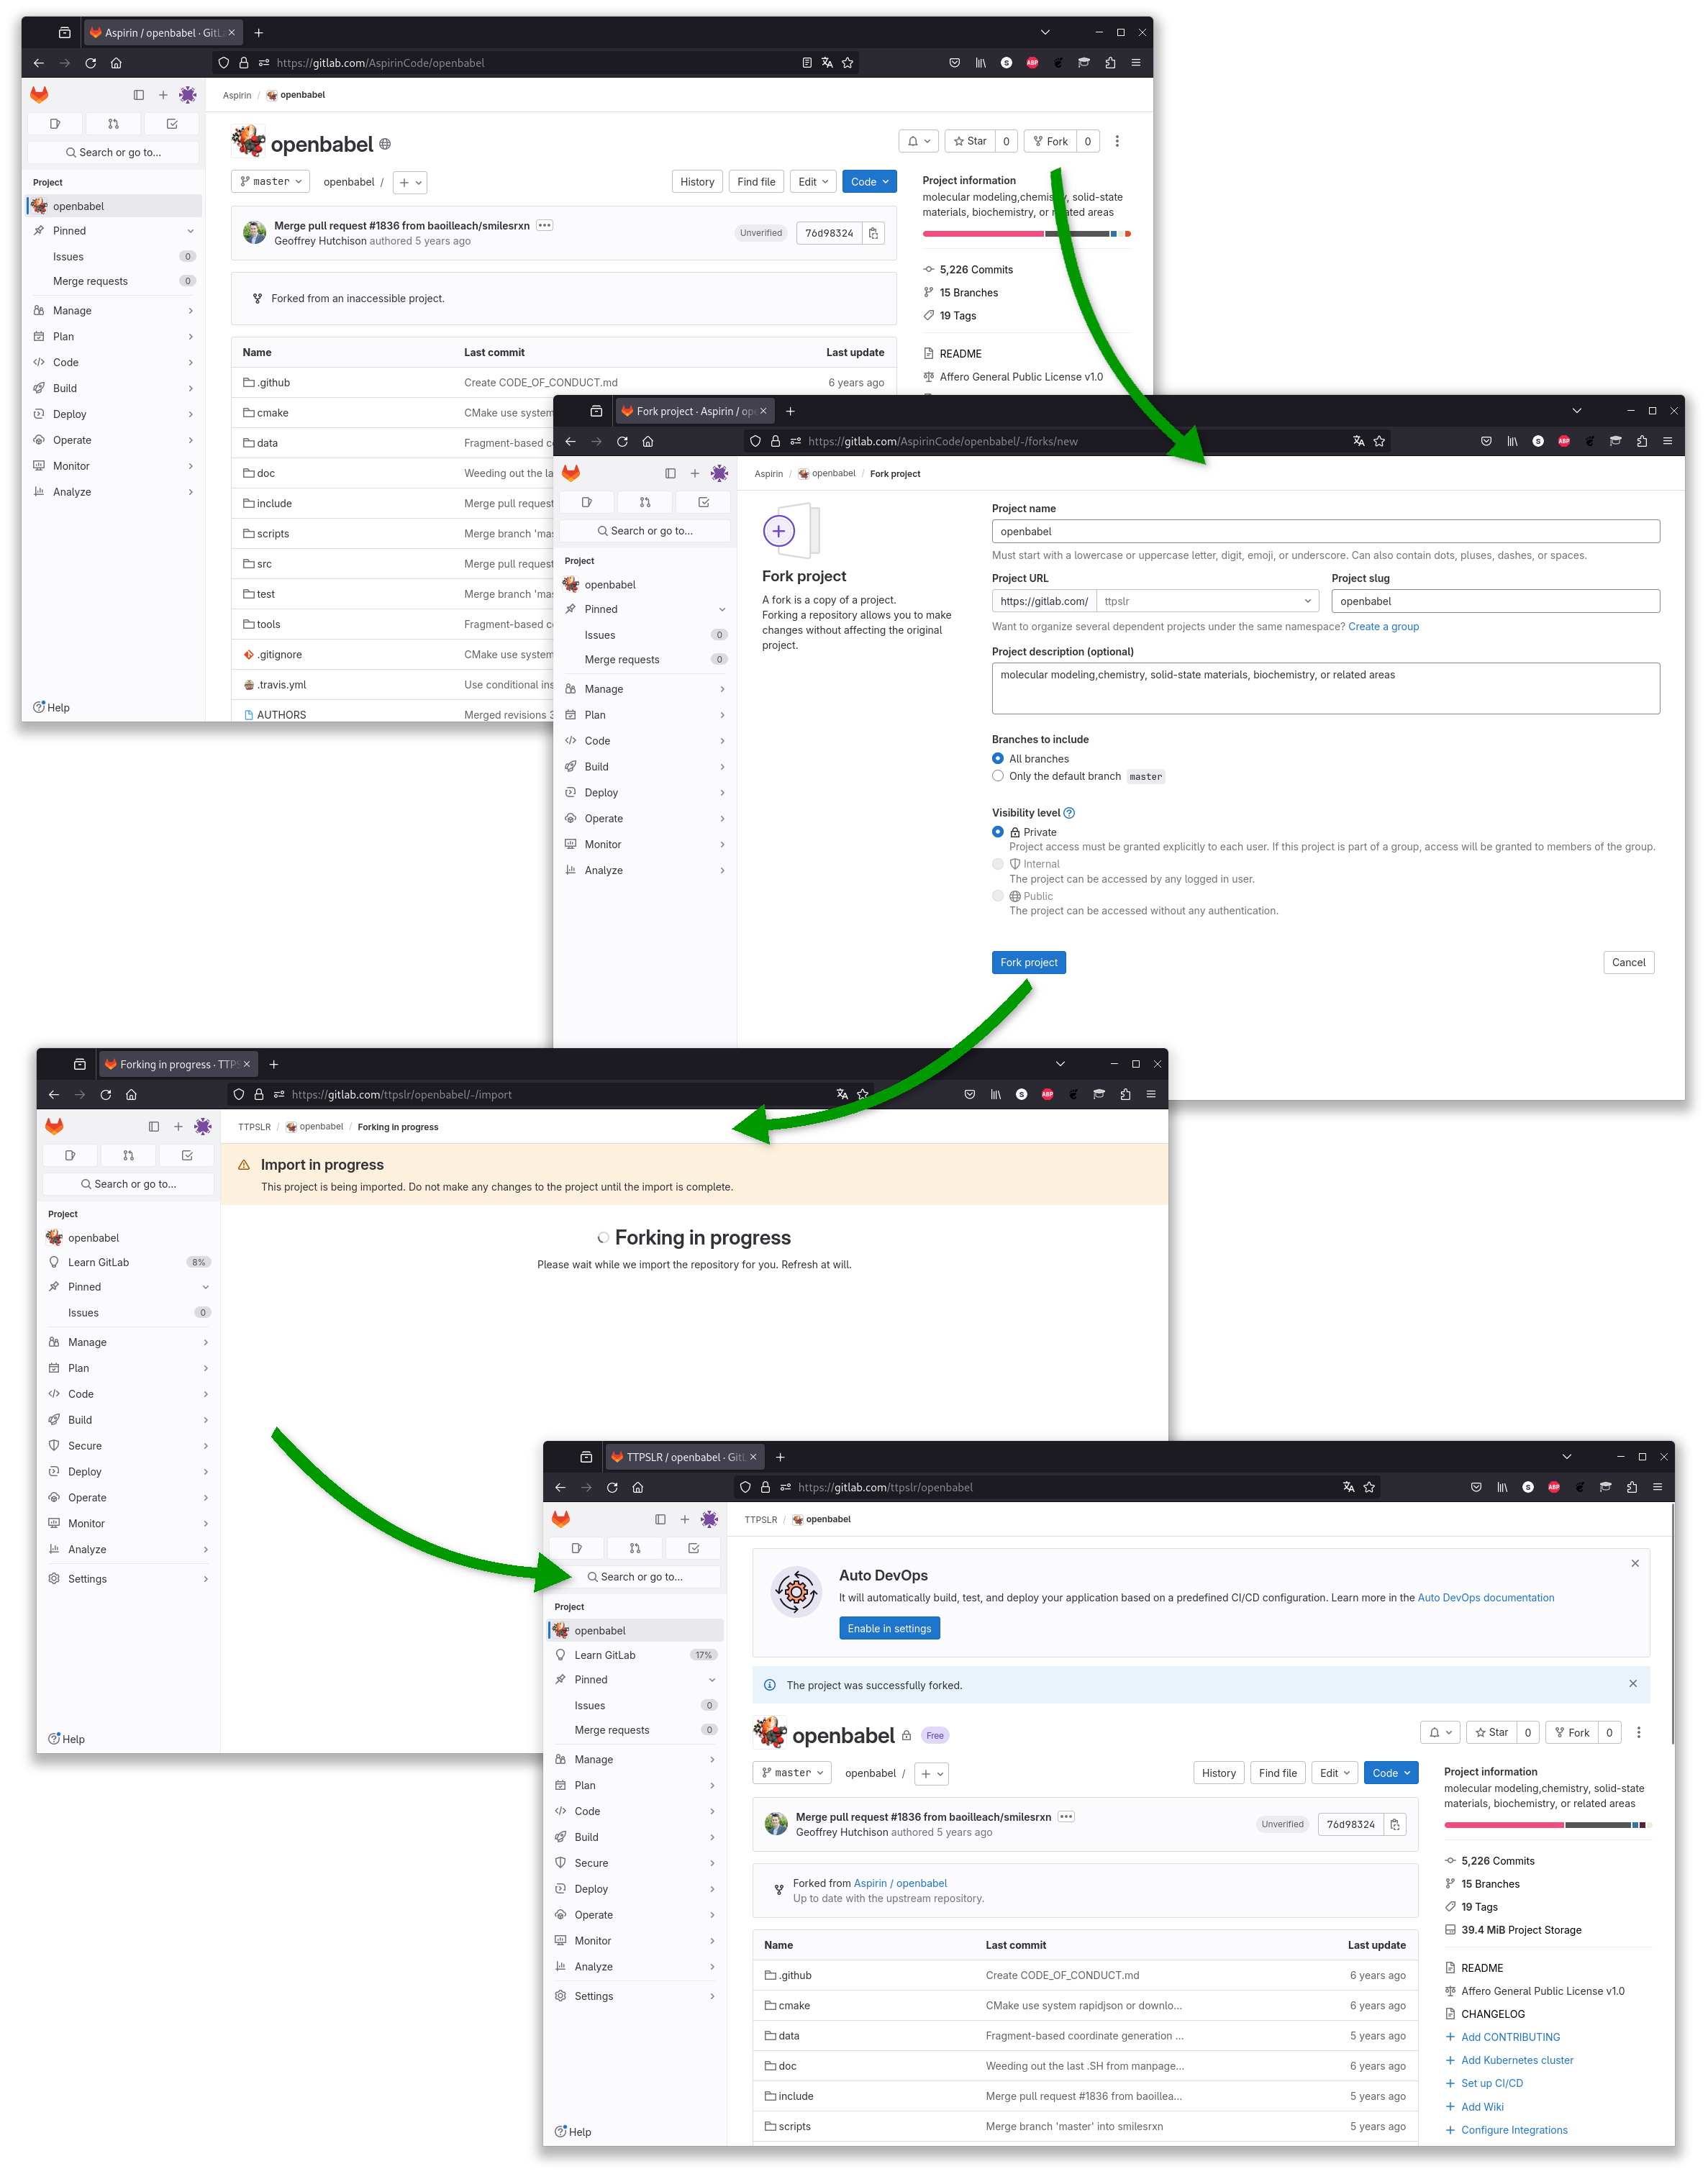 Aspirin / openbabel · GitLa
https://gitlab.com/AspirinCode/openbabel
Aspirin / openbabel
Search or go to...
Project
openbabel
Pinned
Issues 0
Merge requests 0
Manage
Plan
Code
Build
Deploy
Operate
Monitor
Analyze
Help
openbabel
Star 0
Fork 0
master
openbabel /
History
Find file
Edit
Code
Merge pull request #1836 from baoilleach/smilesrxn
Geoffrey Hutchison authored 5 years ago
Unverified
76d98324
Forked from an inaccessible project.
Name Last commit Last update
.github Create CODE_OF_CONDUCT.md 6 years ago
cmake CMake use system
data Fragment-based c
doc Weeding out the la
include Merge pull request
scripts Merge branch 'mas
src Merge pull request
test Merge branch 'mas
tools Fragment-based c
.gitignore CMake use system
.travis.yml Use conditional ins
AUTHORS Merged revisions 3
Project information
molecular modeling,chemistry, solid-state
materials, biochemistry, or related areas
5,226 Commits
15 Branches
19 Tags
README
Affero General Public License v1.0
Fork project · Aspirin / ope
https://gitlab.com/AspirinCode/openbabel/-/forks/new
Aspirin / openbabel / Fork project
Search or go to...
Project
openbabel
Pinned
Issues 0
Merge requests 0
Manage
Plan
Code
Build
Deploy
Operate
Monitor
Analyze
Fork project
A fork is a copy of a project.
Forking a repository allows you to make
changes without affecting the original
project.
Project name
openbabel
Must start with a lowercase or uppercase letter, digit, emoji, or underscore. Can also contain dots, pluses, dashes, or spaces.
Project URL Project slug
https://gitlab.com/ ttpslr openbabel
Want to organize several dependent projects under the same namespace? Create a group
Project description (optional)
molecular modeling,chemistry, solid-state materials, biochemistry, or related areas
Branches to include
All branches
Only the default branch master
Visibility level
Private
Project access must be granted explicitly to each user. If this project is part of a group, access will be granted to members of the group.
Internal
The project can be accessed by any logged in user.
Public
The project can be accessed without any authentication.
Fork project
Cancel
Forking in progress · TTPS
https://gitlab.com/ttpslr/openbabel/-/import
TTPSLR / openbabel / Forking in progress
Search or go to...
Project
openbabel
Learn GitLab 8%
Pinned
Issues 0
Manage
Plan
Code
Build
Secure
Deploy
Operate
Monitor
Analyze
Settings
Help
Import in progress
This project is being imported. Do not make any changes to the project until the import is complete.
Forking in progress
Please wait while we import the repository for you. Refresh at will.
TTPSLR / openbabel · GitL
https://gitlab.com/ttpslr/openbabel
TTPSLR / openbabel
Search or go to...
Project
openbabel
Learn GitLab 17%
Pinned
Issues 0
Merge requests 0
Manage
Plan
Code
Build
Secure
Deploy
Operate
Monitor
Analyze
Settings
Help
Auto DevOps
It will automatically build, test, and deploy your application based on a predefined CI/CD configuration. Learn more in the Auto DevOps documentation
Enable in settings
The project was successfully forked.
openbabel Free
Star 0
Fork 0
master
openbabel /
History
Find file
Edit
Code
Merge pull request #1836 from baoilleach/smilesrxn
Geoffrey Hutchison authored 5 years ago
Unverified
76d98324
Forked from Aspirin / openbabel
Up to date with the upstream repository.
Name Last commit Last update
.github Create CODE_OF_CONDUCT.md 6 years ago
cmake CMake use system rapidjson or downlo... 6 years ago
data Fragment-based coordinate generation ... 5 years ago
doc Weeding out the last .SH from manpage... 6 years ago
include Merge pull request #1836 from baoillea... 5 years ago
scripts Merge branch 'master' into smilesrxn 5 years ago
Project information
molecular modeling,chemistry, solid-state
materials, biochemistry, or related areas
5,226 Commits
15 Branches
19 Tags
39.4 MiB Project Storage
README
Affero General Public License v1.0
CHANGELOG
Add CONTRIBUTING
Add Kubernetes cluster
Set up CI/CD
Add Wiki
Configure Integrations